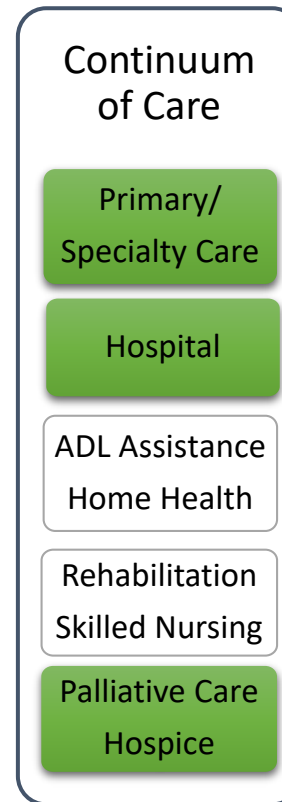 Continuum
of Care
Primary/
Specialty Care
Hospital
ADL Assistance
Home Health
Rehabilitation
Skilled Nursing
Palliative Care
Hospice